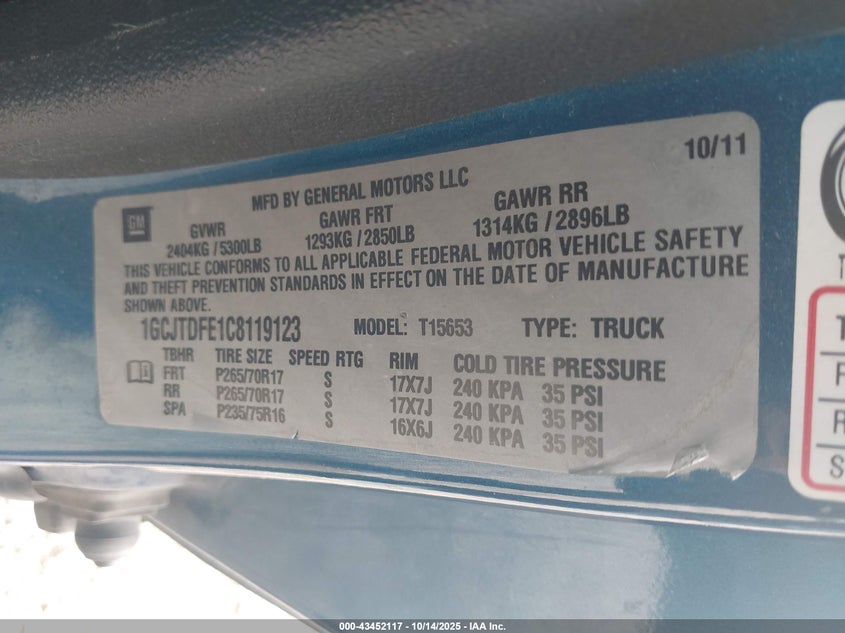 10/11
MFD BY GENERAL MOTORS LLC
GM
GVWR GAWR FRT GAWR RR
2404KG / 5300LB 1293KG / 2850LB 1314KG / 2896LB
THIS VEHICLE CONFORMS TO ALL APPLICABLE FEDERAL MOTOR VEHICLE SAFETY
AND THEFT PREVENTION STANDARDS IN EFFECT ON THE DATE OF MANUFACTURE
SHOWN ABOVE.
1GCJTDFE1C8119123 MODEL: T15653 TYPE: TRUCK
TBHR TIRE SIZE SPEED RTG RIM COLD TIRE PRESSURE
FRT P265/70R17 S 17X7J 240 KPA 35 PSI
RR P265/70R17 S 17X7J 240 KPA 35 PSI
SPA P235/75R16 S 16X6J 240 KPA 35 PSI
T
T
F
R
S
000-43452117 - 10/14/2025 - IAA Inc.